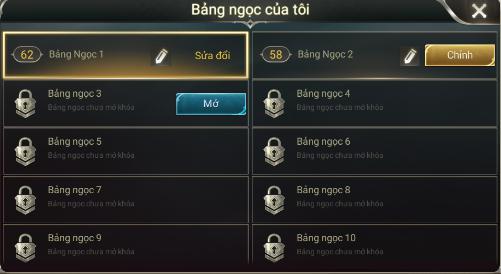 Bảng ngọc của tôi
62 Bảng Ngọc 1 Sửa đổi
58 Bảng Ngọc 2 Chỉnh
Bảng ngọc 3
Bảng ngọc chưa mở khóa
Mở
Bảng ngọc 4
Bảng ngọc chưa mở khóa
Bảng ngọc 5
Bảng ngọc chưa mở khóa
Bảng ngọc 6
Bảng ngọc chưa mở khóa
Bảng ngọc 7
Bảng ngọc chưa mở khóa
Bảng ngọc 8
Bảng ngọc chưa mở khóa
Bảng ngọc 9
Bảng ngọc chưa mở khóa
Bảng ngọc 10
Bảng ngọc chưa mở khóa